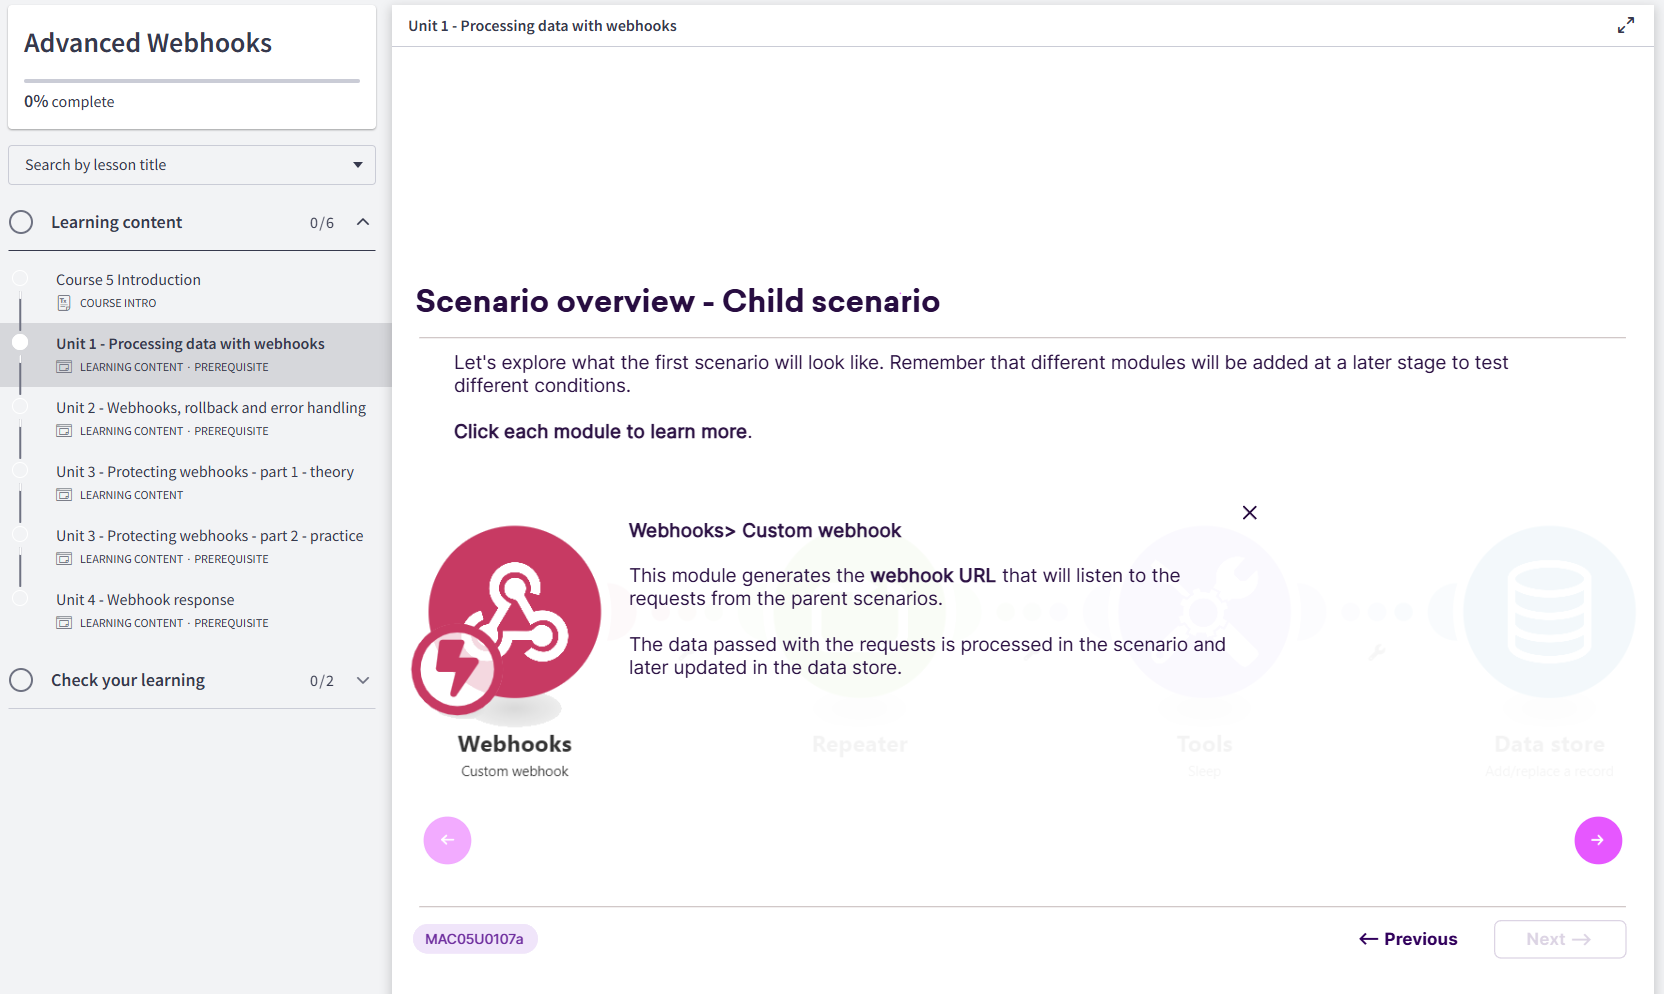 Advanced Webhooks
0% complete
Search by lesson title
Learning content 0/6
Course 5 Introduction
COURSE INTRO
Unit 1 - Processing data with webhooks
LEARNING CONTENT · PREREQUISITE
Unit 2 - Webhooks, rollback and error handling
LEARNING CONTENT · PREREQUISITE
Unit 3 - Protecting webhooks - part 1 - theory
LEARNING CONTENT
Unit 3 - Protecting webhooks - part 2 - practice
LEARNING CONTENT · PREREQUISITE
Unit 4 - Webhook response
LEARNING CONTENT · PREREQUISITE
Check your learning 0/2
Unit 1 - Processing data with webhooks
Scenario overview - Child scenario
Let's explore what the first scenario will look like. Remember that different modules will be added at a later stage to test
different conditions.
Click each module to learn more.
Webhooks> Custom webhook
This module generates the webhook URL that will listen to the
requests from the parent scenarios.
The data passed with the requests is processed in the scenario and
later updated in the data store.
Webhooks
Custom webhook
Repeater
Tools
Sleep
Data store
Add/replace a record
MAC05U0107a
← Previous
Next →